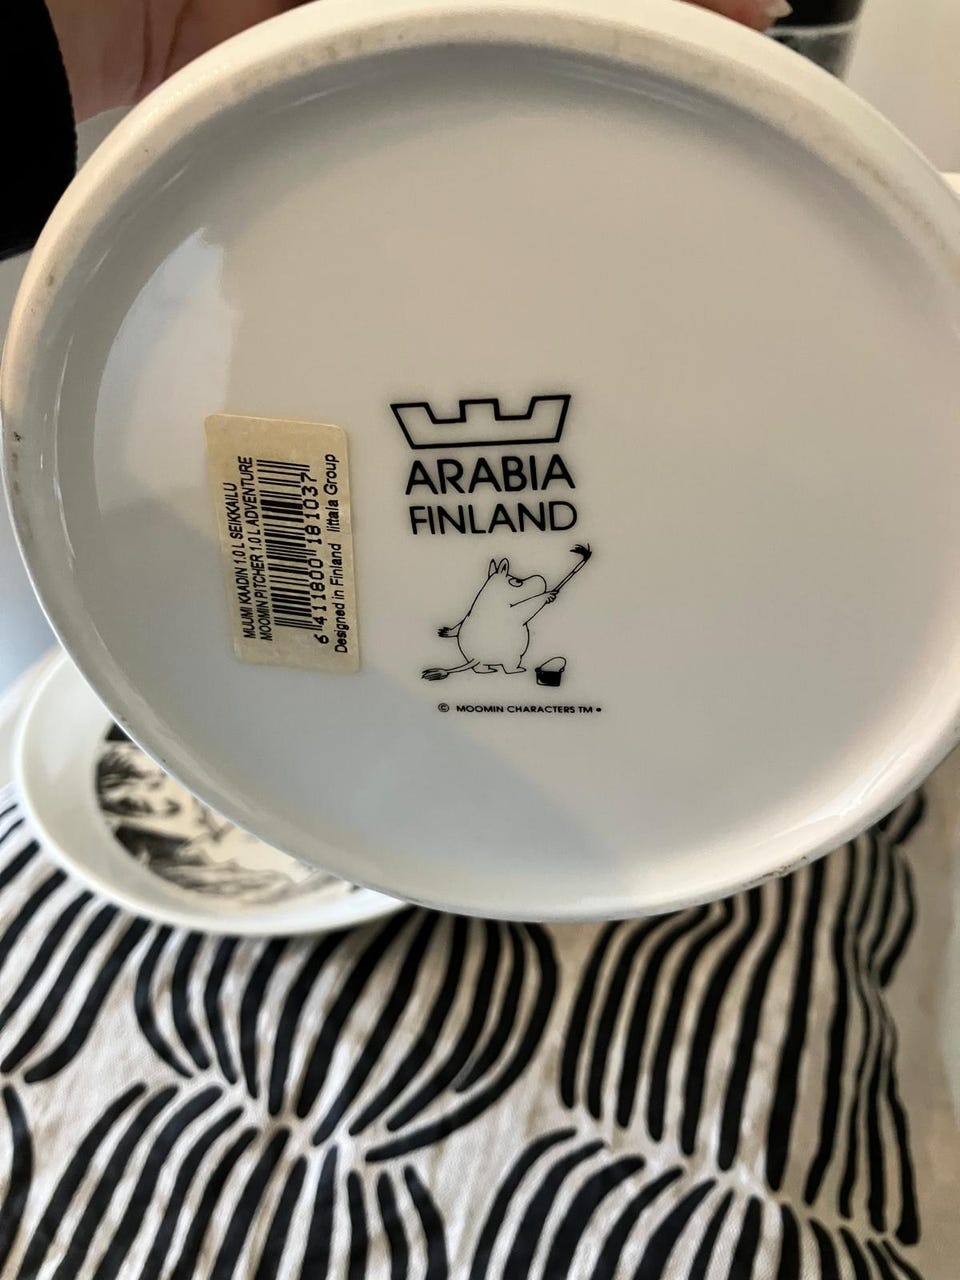 MUUMI KAADIN 1.0 L SEIKKAILU
MOOMIN PITCHER 1.0 L ADVENTURE
6 411800 181037
Designed in Finland Iittala Group
ARABIA
FINLAND
© MOOMIN CHARACTERS TM